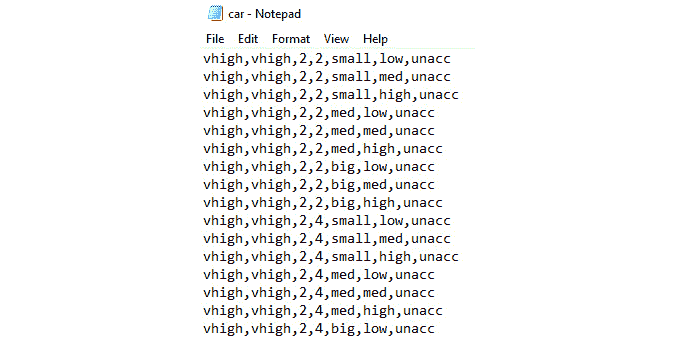 car - Notepad
File Edit Format View Help
vhigh,vhigh,2,2,small,low,unacc
vhigh,vhigh,2,2,small,med,unacc
vhigh,vhigh,2,2,small,high,unacc
vhigh,vhigh,2,2,med,low,unacc
vhigh,vhigh,2,2,med,med,unacc
vhigh,vhigh,2,2,med,high,unacc
vhigh,vhigh,2,2,big,low,unacc
vhigh,vhigh,2,2,big,med,unacc
vhigh,vhigh,2,2,big,high,unacc
vhigh,vhigh,2,4,small,low,unacc
vhigh,vhigh,2,4,small,med,unacc
vhigh,vhigh,2,4,small,high,unacc
vhigh,vhigh,2,4,med,low,unacc
vhigh,vhigh,2,4,med,med,unacc
vhigh,vhigh,2,4,med,high,unacc
vhigh,vhigh,2,4,big,low,unacc